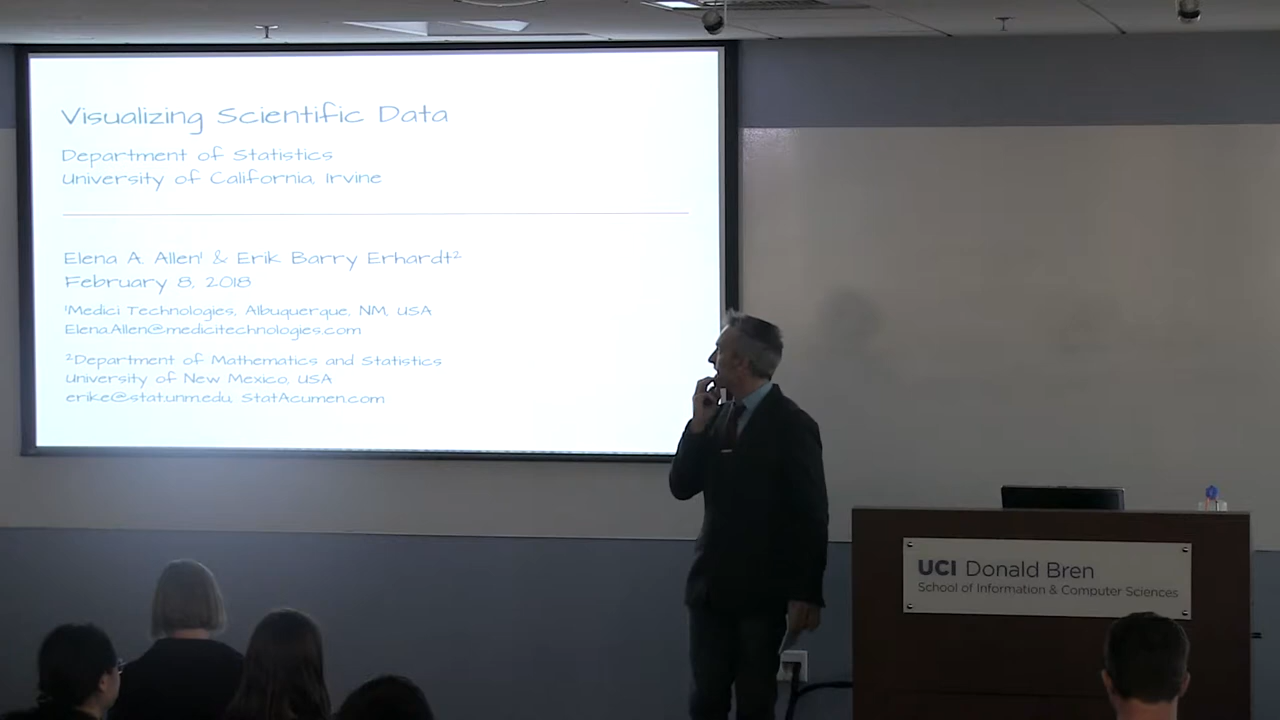 Visualizing Scientific Data
Department of Statistics
University of California, Irvine
Elena A. Allen¹ & Erik Barry Erhardt²
February 8, 2018
¹Medici Technologies, Albuquerque, NM, USA
Elena.Allen@medicitechnologies.com
²Department of Mathematics and Statistics
University of New Mexico, USA
erike@stat.unm.edu, StatAcumen.com
UCI Donald Bren
School of Information & Computer Sciences